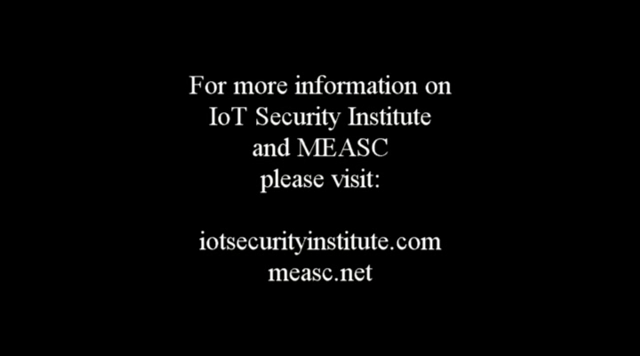 For more information on
IoT Security Institute
and MEASC
please visit:
iotsecurityinstitute.com
measc.net